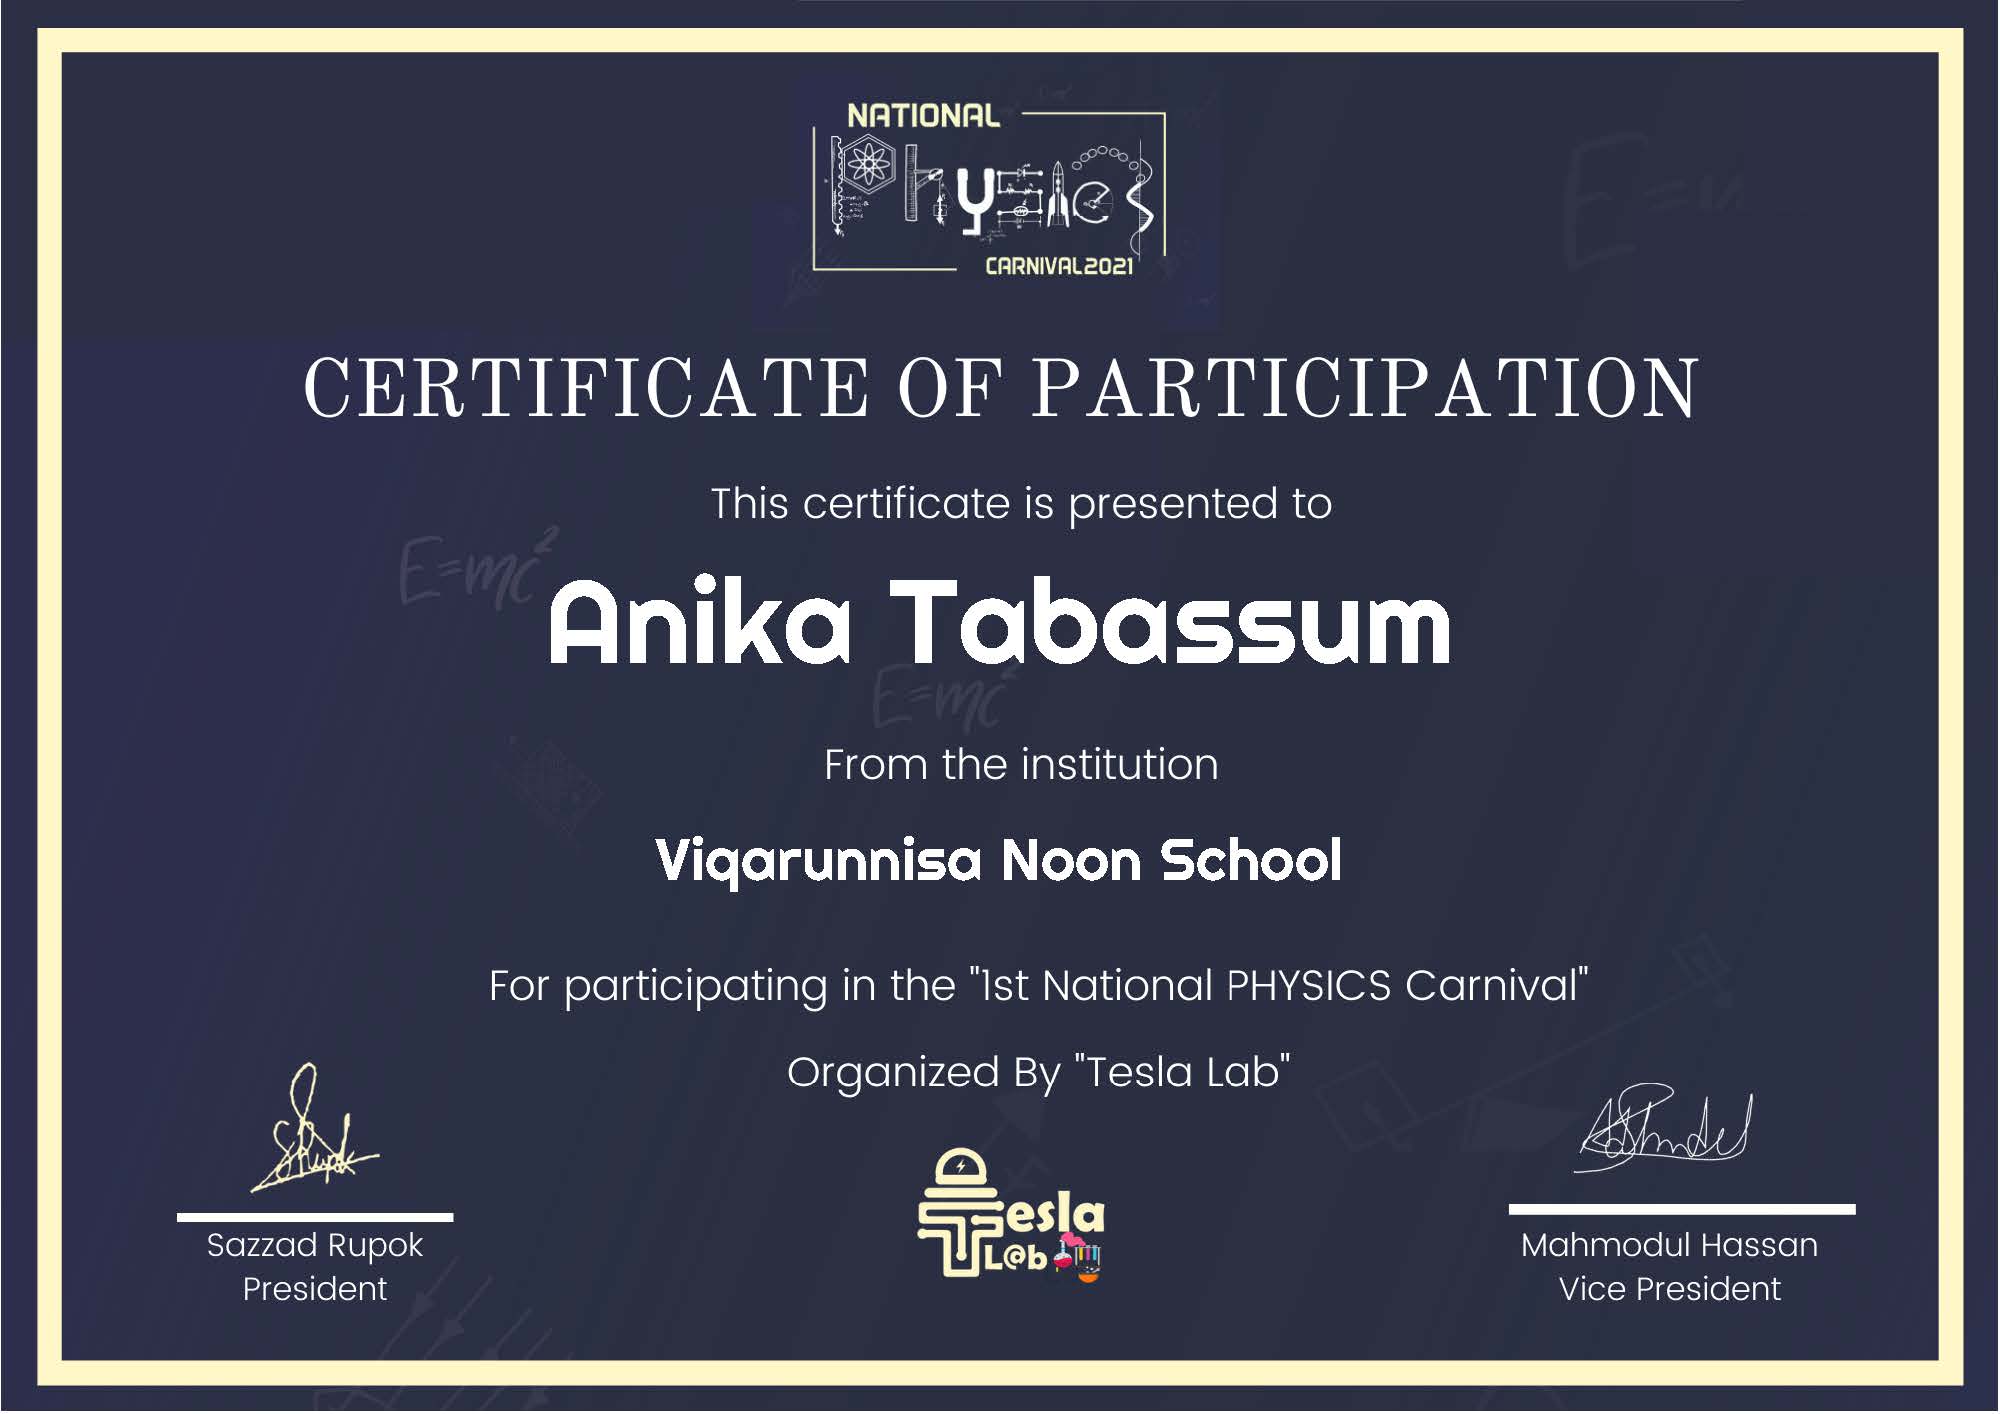 NATIONAL
Physics
CARNIVAL2021
CERTIFICATE OF PARTICIPATION
This certificate is presented to
E=mc²
Anika Tabassum
E=mc²
From the institution
Viqarunnisa Noon School
For participating in the "1st National PHYSICS Carnival"
Organized By "Tesla Lab"
Tesla
L@b
Sazzad Rupok
President
Mahmodul Hassan
Vice President